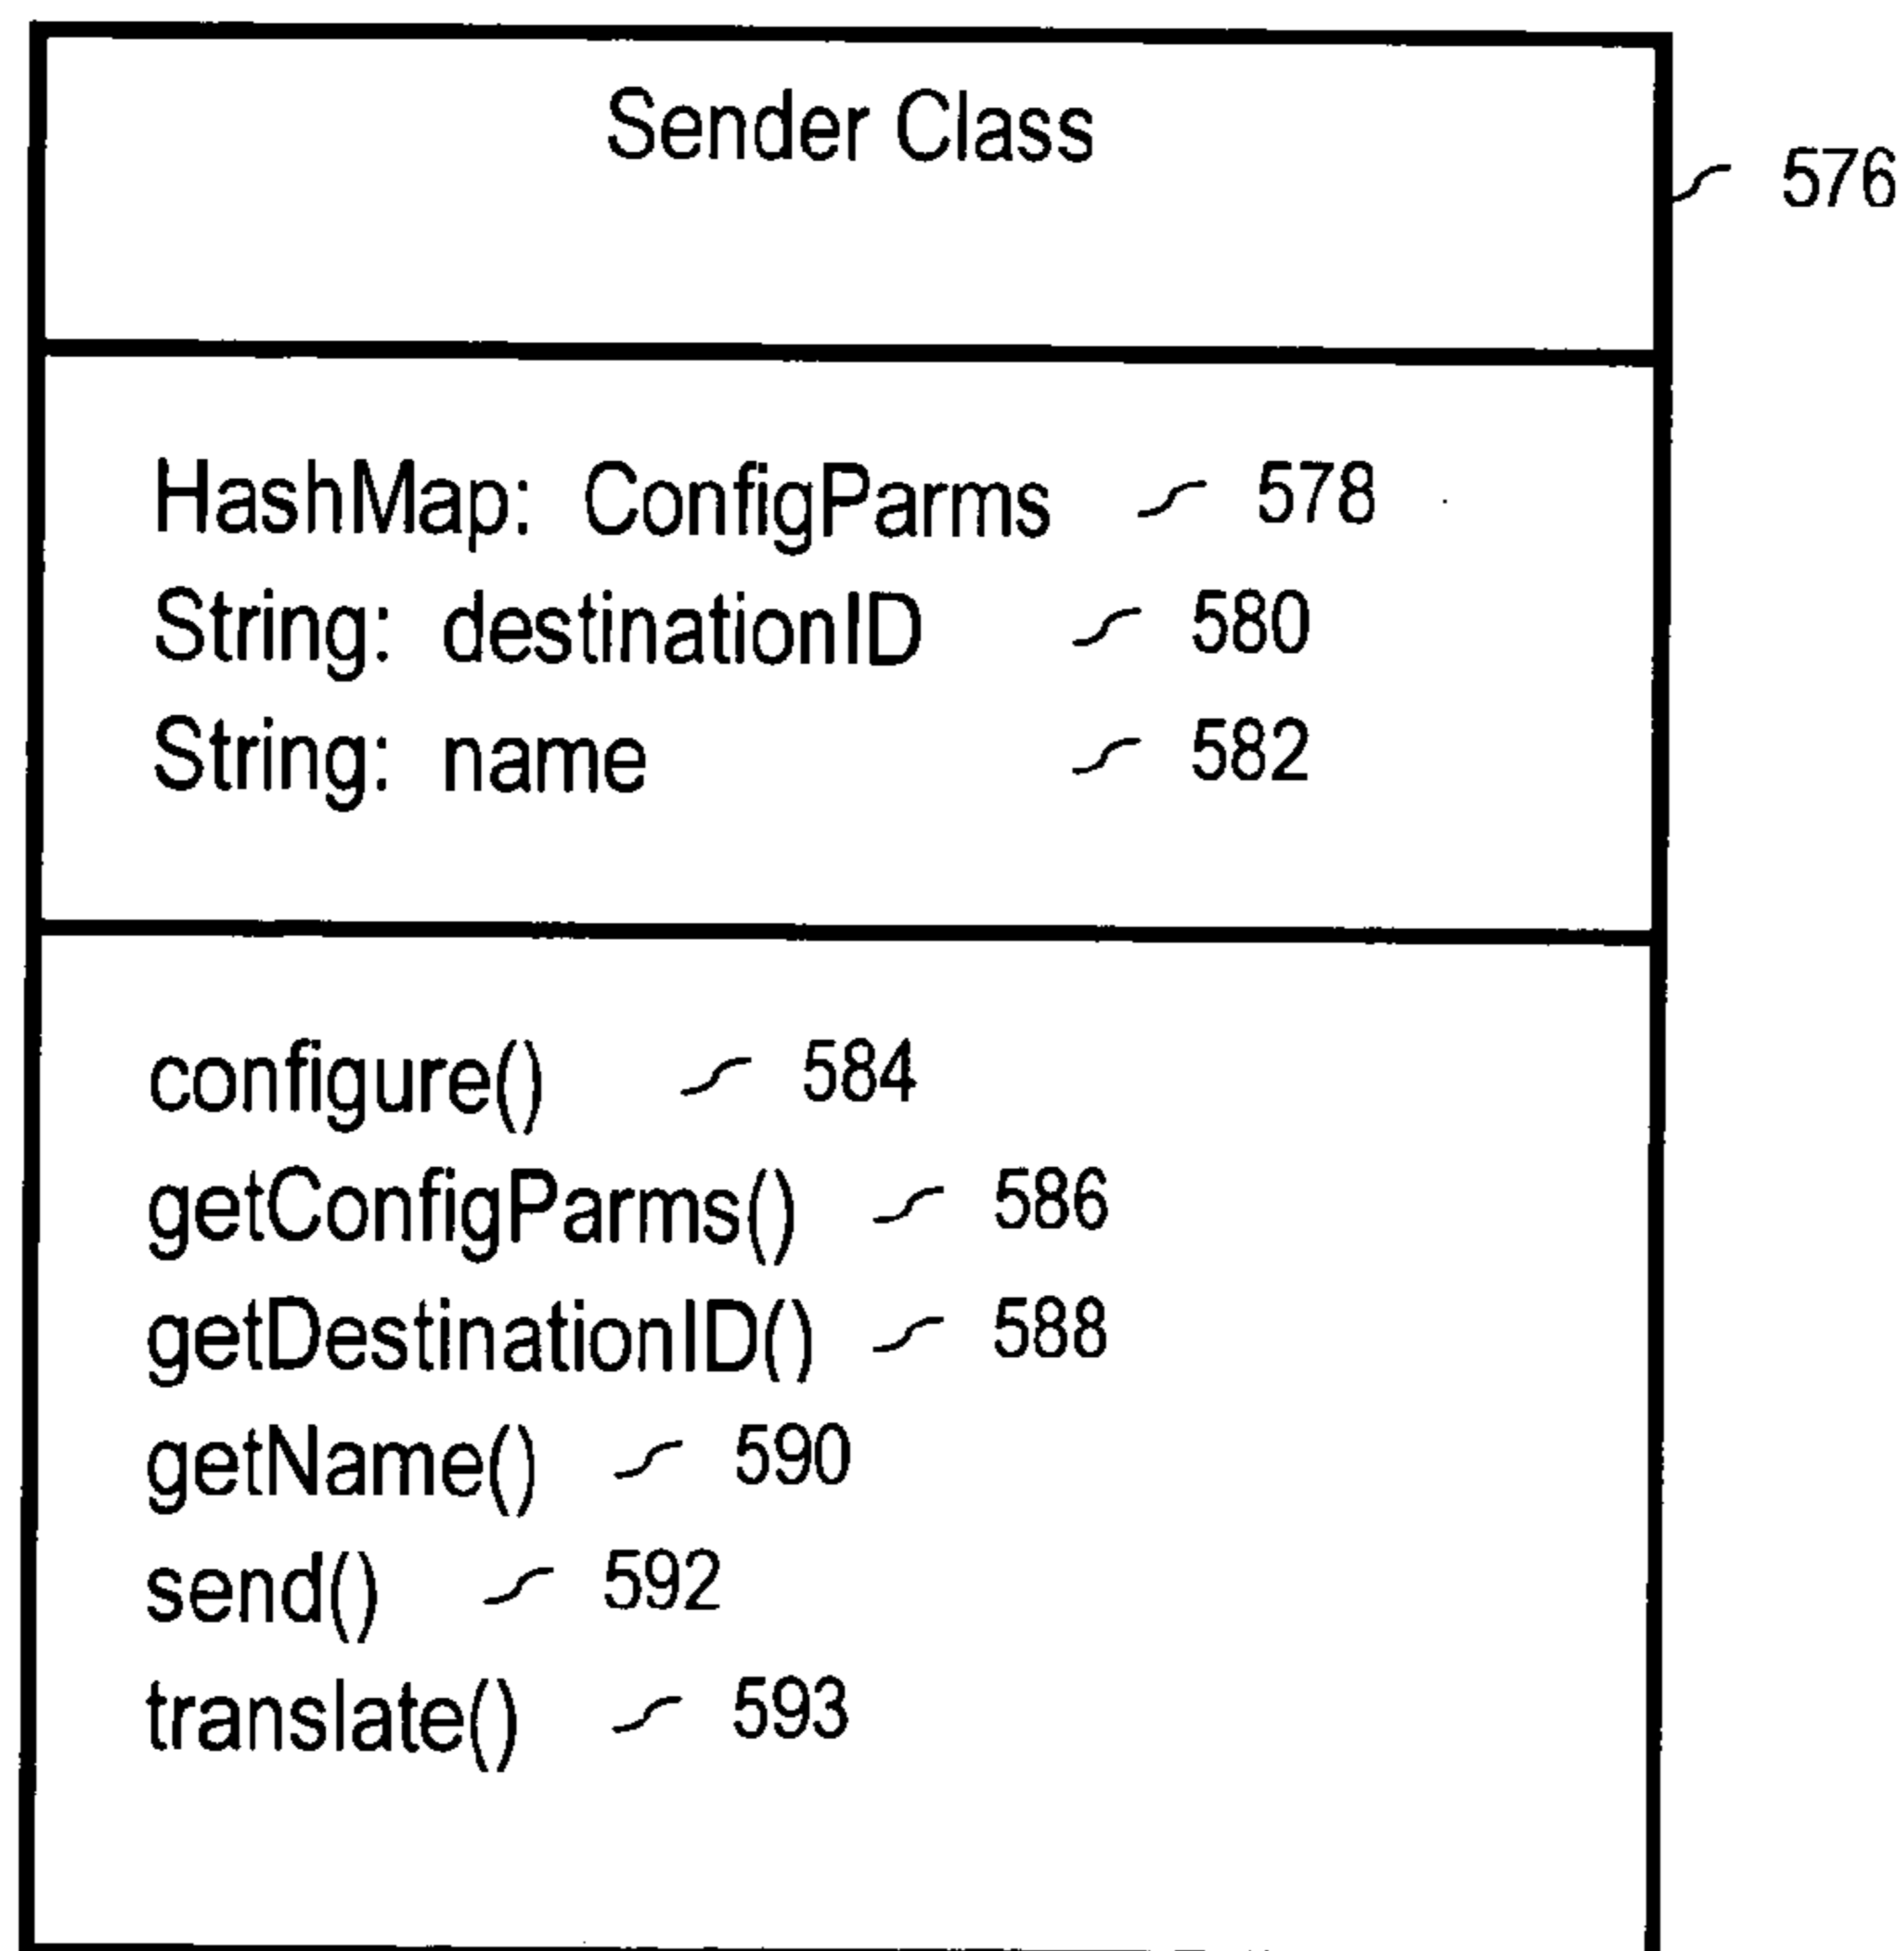 Sender Class
576
HashMap: ConfigParms 578
String: destinationID 580
String: name 582
configure() 584
getConfigParms() 586
getDestinationID() 588
getName() 590
send() 592
translate() 593